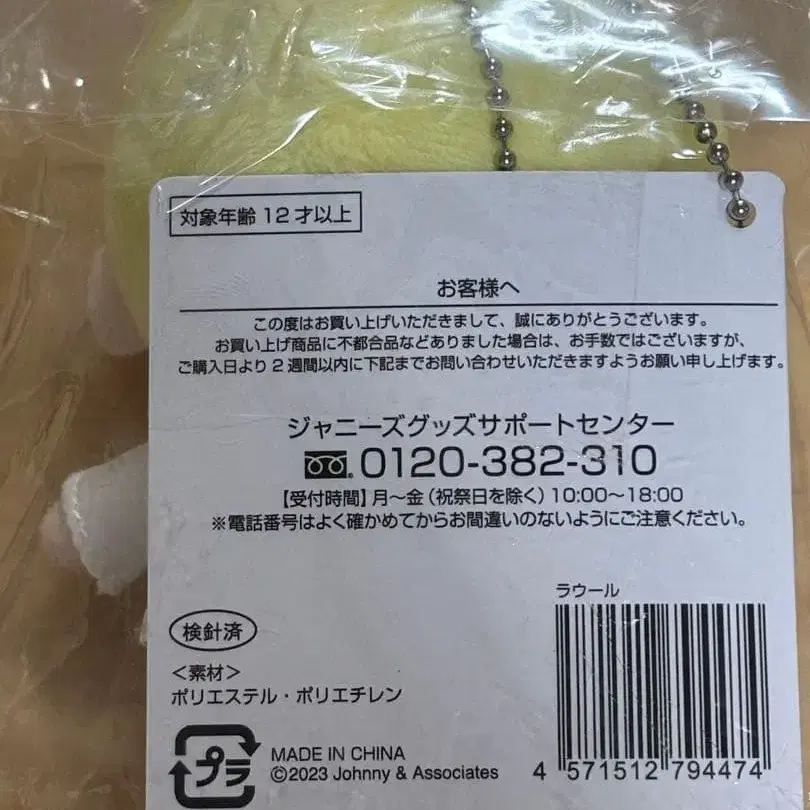 対象年齢12才以上
お客様へ
この度はお買い上げいただきまして、誠にありがとうございます。
お買い上げ商品に不都合品などありました場合は、お手数ではございますが、
ご購入日より2週間以内に下記までお問い合わせいただきますようお願い申し上げます。
ジャニーズグッズサポートセンター
0120-382-310
【受付時間】月～金（祝祭日を除く）10:00～18:00
※電話番号はよく確かめてからお間違いのないようにご注意ください。
ラウール
検針済
＜素材＞
ポリエステル・ポリエチレン
プラ
MADE IN CHINA
©2023 Johnny & Associates
4 571512 794474